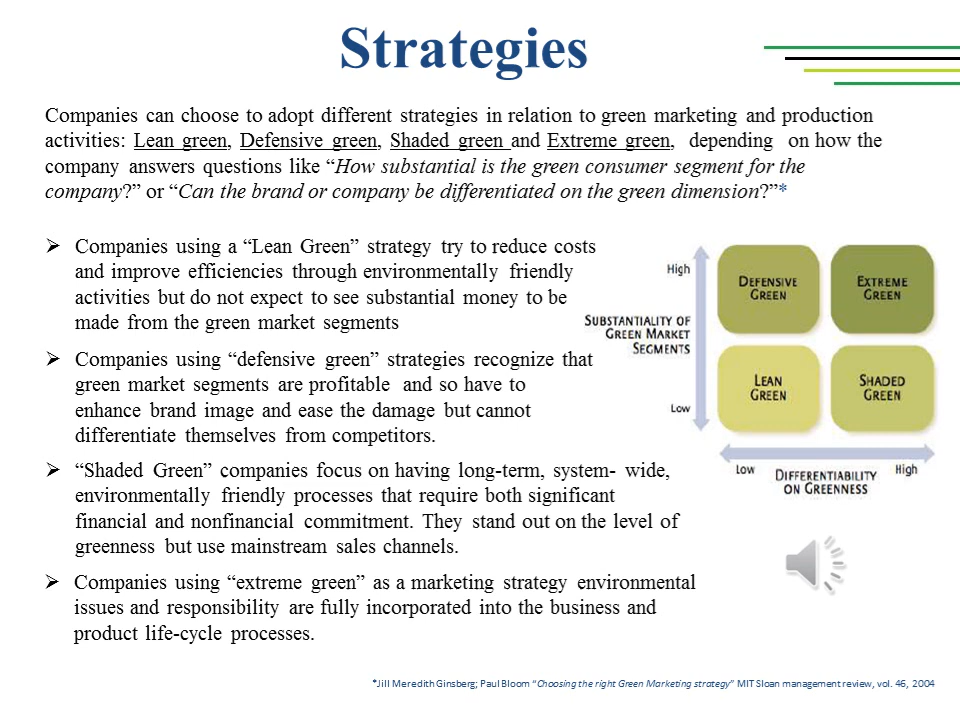 Strategies
Companies can choose to adopt different strategies in relation to green marketing and production
activities: Lean green, Defensive green, Shaded green and Extreme green, depending on how the
company answers questions like “How substantial is the green consumer segment for the
company?” or “Can the brand or company be differentiated on the green dimension?”*
➢ Companies using a “Lean Green” strategy try to reduce costs
and improve efficiencies through environmentally friendly
activities but do not expect to see substantial money to be
made from the green market segments
➢ Companies using “defensive green” strategies recognize that
green market segments are profitable and so have to
enhance brand image and ease the damage but cannot
differentiate themselves from competitors.
➢ “Shaded Green” companies focus on having long-term, system- wide,
environmentally friendly processes that require both significant
financial and nonfinancial commitment. They stand out on the level of
greenness but use mainstream sales channels.
➢ Companies using “extreme green” as a marketing strategy environmental
issues and responsibility are fully incorporated into the business and
product life-cycle processes.
High
SUBSTANTIALITY OF
GREEN MARKET
SEGMENTS
Low
DEFENSIVE
GREEN
EXTREME
GREEN
LEAN
GREEN
SHADED
GREEN
Low
High
DIFFERENTIABILITY
ON GREENNESS
*Jill Meredith Ginsberg; Paul Bloom “Choosing the right Green Marketing strategy” MIT Sloan management review, vol. 46, 2004